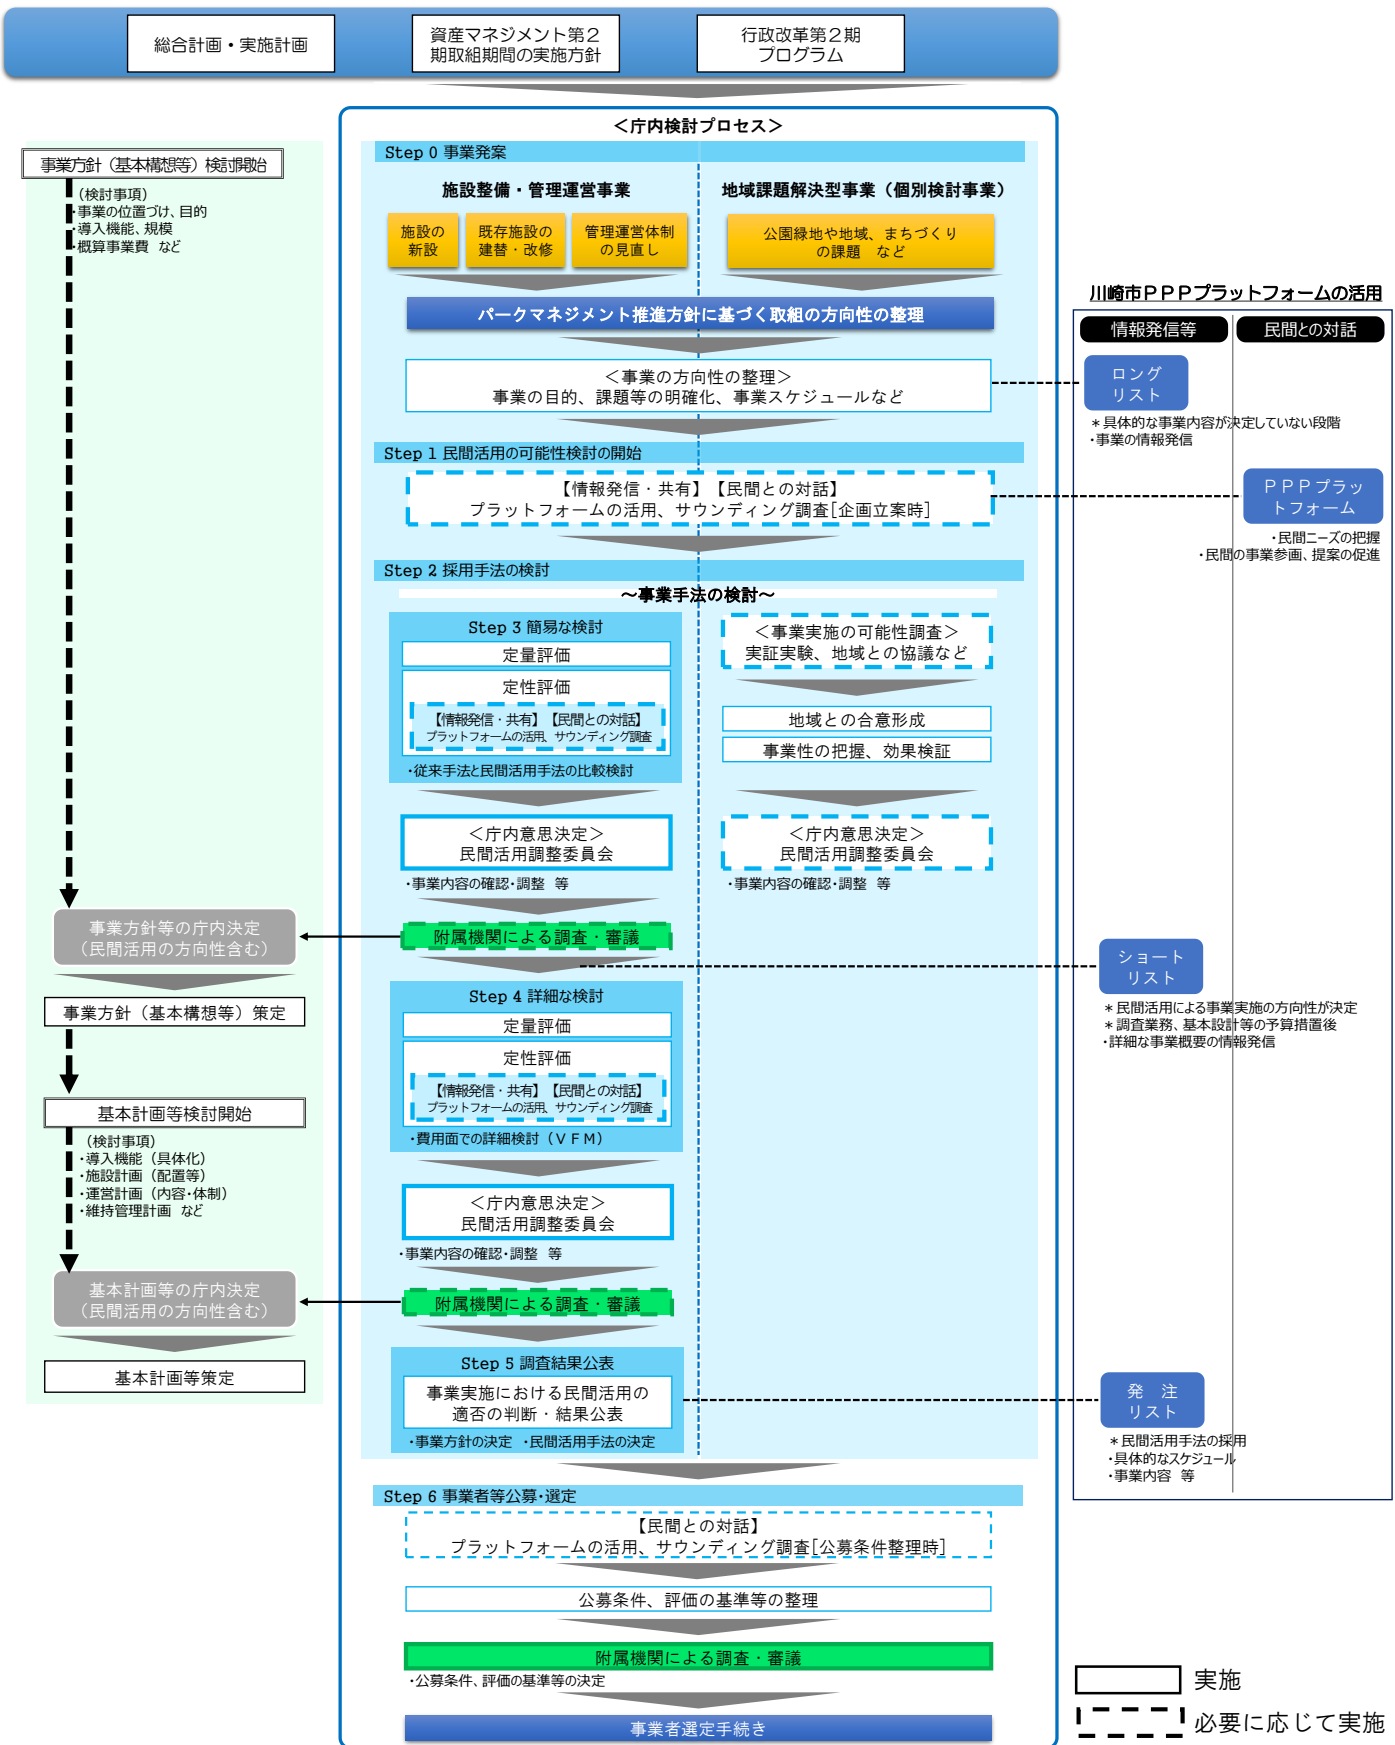 総合計画・実施計画
資産マネジメント第２
期取組期間の実施方針
行政改革第２期
プログラム
＜庁内検討プロセス＞
事業方針（基本構想等）検討開始
（検討事項）
・事業の位置づけ、目的
・導入機能、規模
・概算事業費　など
Step 0 事業発案
施設整備・管理運営事業
地域課題解決型事業（個別検討事業）
施設の
新設
既存施設の
建替・改修
管理運営体制
の見直し
公園緑地や地域、まちづくり
の課題　など
パークマネジメント推進方針に基づく取組の方向性の整理
＜事業の方向性の整理＞
事業の目的、課題等の明確化、事業スケジュールなど
川崎市ＰＰＰプラットフォームの活用
情報発信等
民間との対話
ロング
リスト
＊具体的な事業内容が決定していない段階
・事業の情報発信
Step 1 民間活用の可能性検討の開始
【情報発信・共有】【民間との対話】
プラットフォームの活用、サウンディング調査[企画立案時]
ＰＰＰプラッ
トフォーム
・民間ニーズの把握
・民間の事業参画、提案の促進
Step 2 採用手法の検討
～事業手法の検討～
Step 3 簡易な検討
定量評価
定性評価
【情報発信・共有】【民間との対話】
プラットフォームの活用、サウンディング調査
・従来手法と民間活用手法の比較検討
＜事業実施の可能性調査＞
実証実験、地域との協議など
地域との合意形成
事業性の把握、効果検証
＜庁内意思決定＞
民間活用調整委員会
・事業内容の確認・調整　等
＜庁内意思決定＞
民間活用調整委員会
・事業内容の確認・調整　等
事業方針等の庁内決定
（民間活用の方向性含む）
附属機関による調査・審議
ショート
リスト
＊民間活用による事業実施の方向性が決定
＊調査業務、基本設計等の予算措置後
・詳細な事業概要の情報発信
事業方針（基本構想等）策定
Step 4 詳細な検討
定量評価
定性評価
【情報発信・共有】【民間との対話】
プラットフォームの活用、サウンディング調査
・費用面での詳細検討（ＶＦＭ）
基本計画等検討開始
（検討事項）
・導入機能（具体化）
・施設計画（配置等）
・運営計画（内容・体制）
・維持管理計画　など
＜庁内意思決定＞
民間活用調整委員会
・事業内容の確認・調整　等
基本計画等の庁内決定
（民間活用の方向性含む）
附属機関による調査・審議
基本計画等策定
Step 5 調査結果公表
事業実施における民間活用の
適否の判断・結果公表
・事業方針の決定　・民間活用手法の決定
発　注
リスト
＊民間活用手法の採用
・具体的なスケジュール
・事業内容　等
Step 6 事業者等公募・選定
【民間との対話】
プラットフォームの活用、サウンディング調査[公募条件整理時]
公募条件、評価の基準等の整理
附属機関による調査・審議
・公募条件、評価の基準等の決定
事業者選定手続き
実施
必要に応じて実施